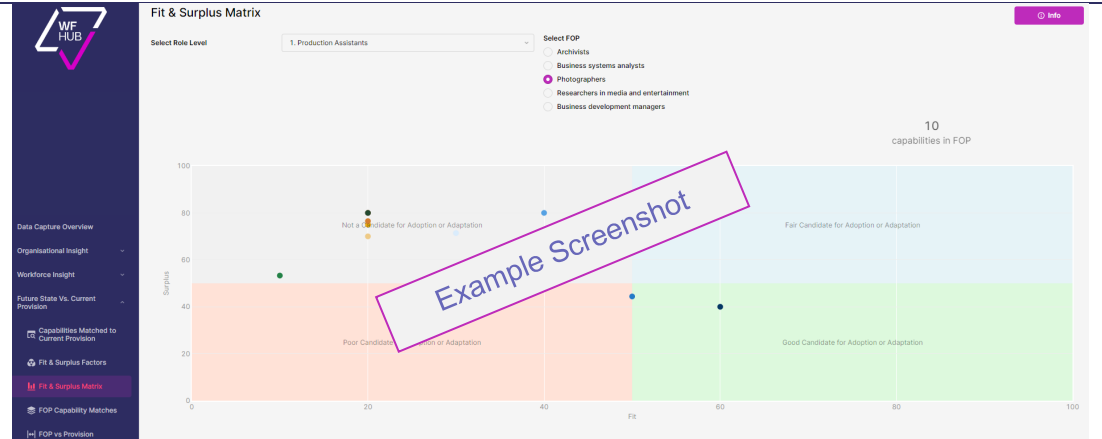 WF
HUB
Fit & Surplus Matrix
Info
Select Role Level
1. Production Assistants
Select FOP
Archivists
Business systems analysts
Photographers
Researchers in media and entertainment
Business development managers
10
capabilities in FOP
Data Capture Overview
Organisational Insight
Workforce Insight
Future State Vs. Current
Provision
Capabilities Matched to
Current Provision
Fit & Surplus Factors
Fit & Surplus Matrix
FOP Capability Matches
FOP vs Provision
100
80
60
40
20
0
Surplus
Not a Candidate for Adoption or Adaptation
Fair Candidate for Adoption or Adaptation
Example Screenshot
Poor Candidate for Adoption or Adaptation
Good Candidate for Adoption or Adaptation
0
20
40
60
80
100
Fit